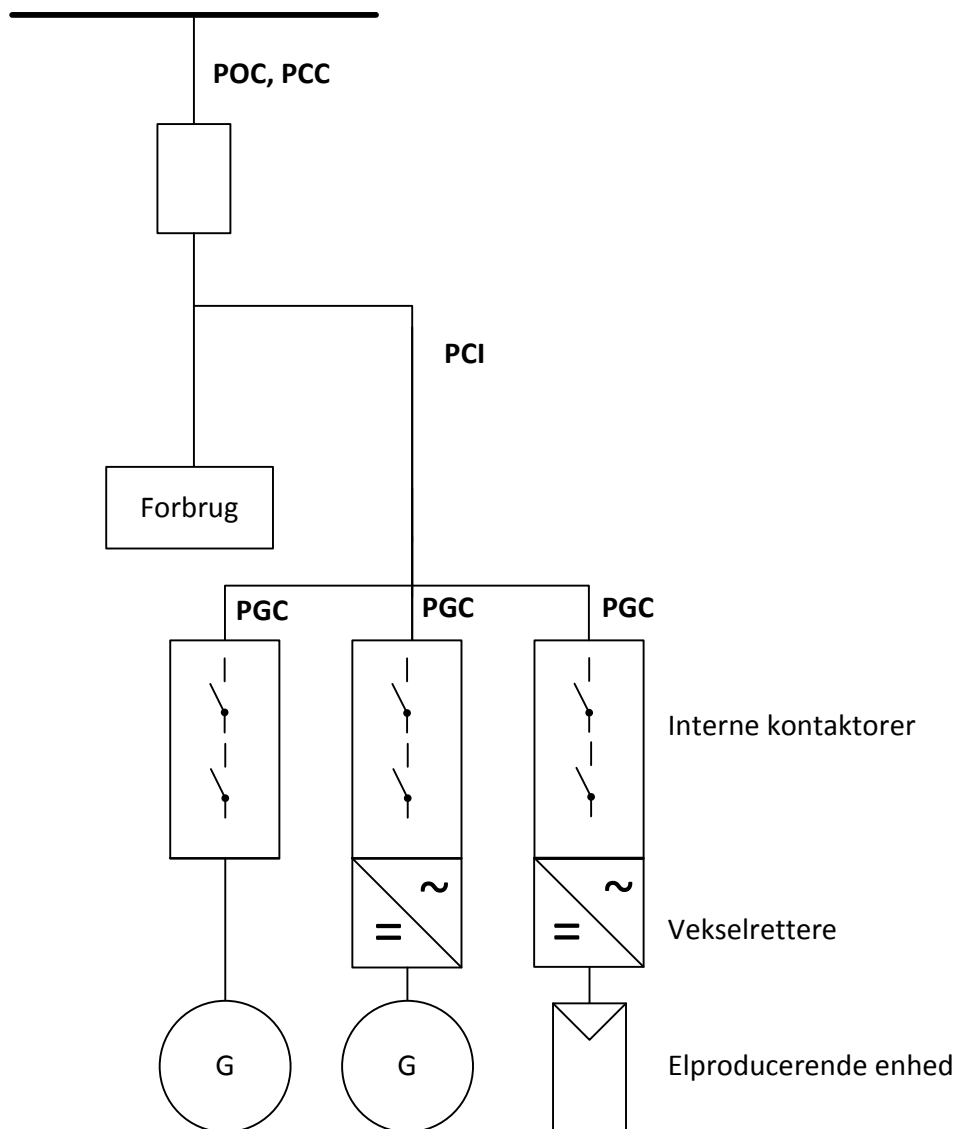 POC, PCC
PCI
Forbrug
PGC PGC PGC
Interne kontaktorer
~ ~
= =
Vekselrettere
G G
Elproducerende enhed